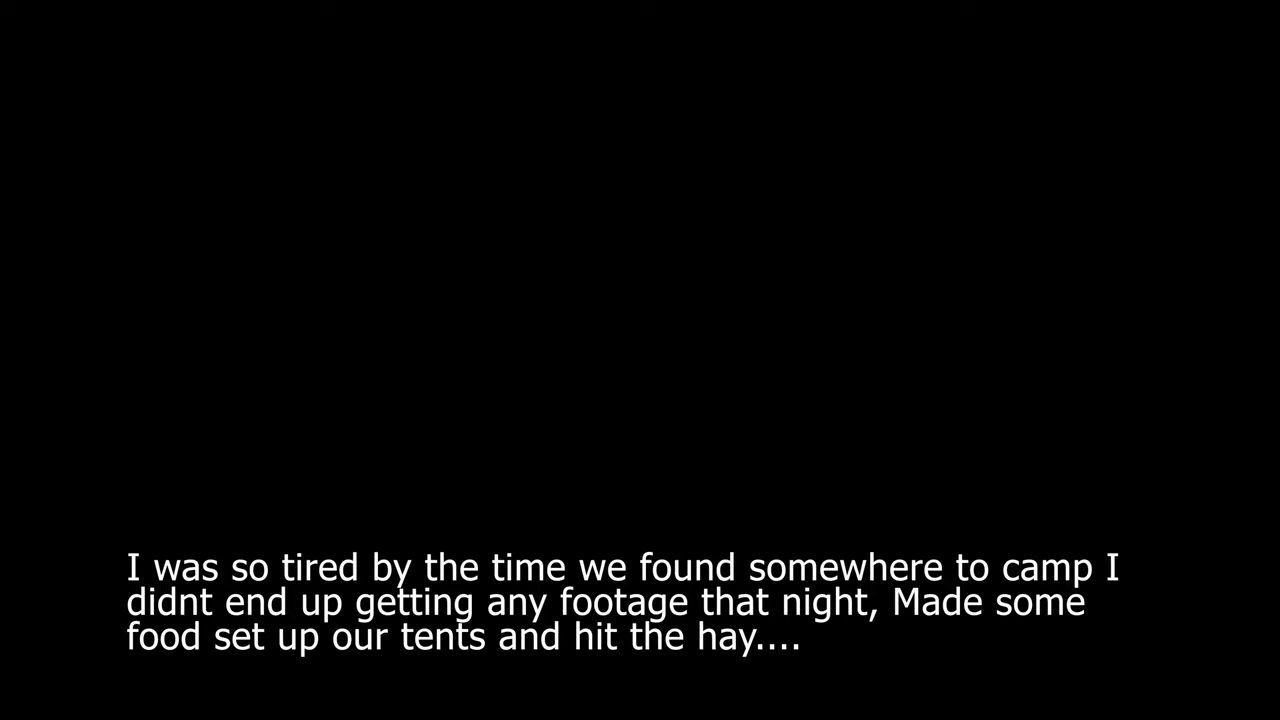 I was so tired by the time we found somewhere to camp I
didnt end up getting any footage that night, Made some
food set up our tents and hit the hay....